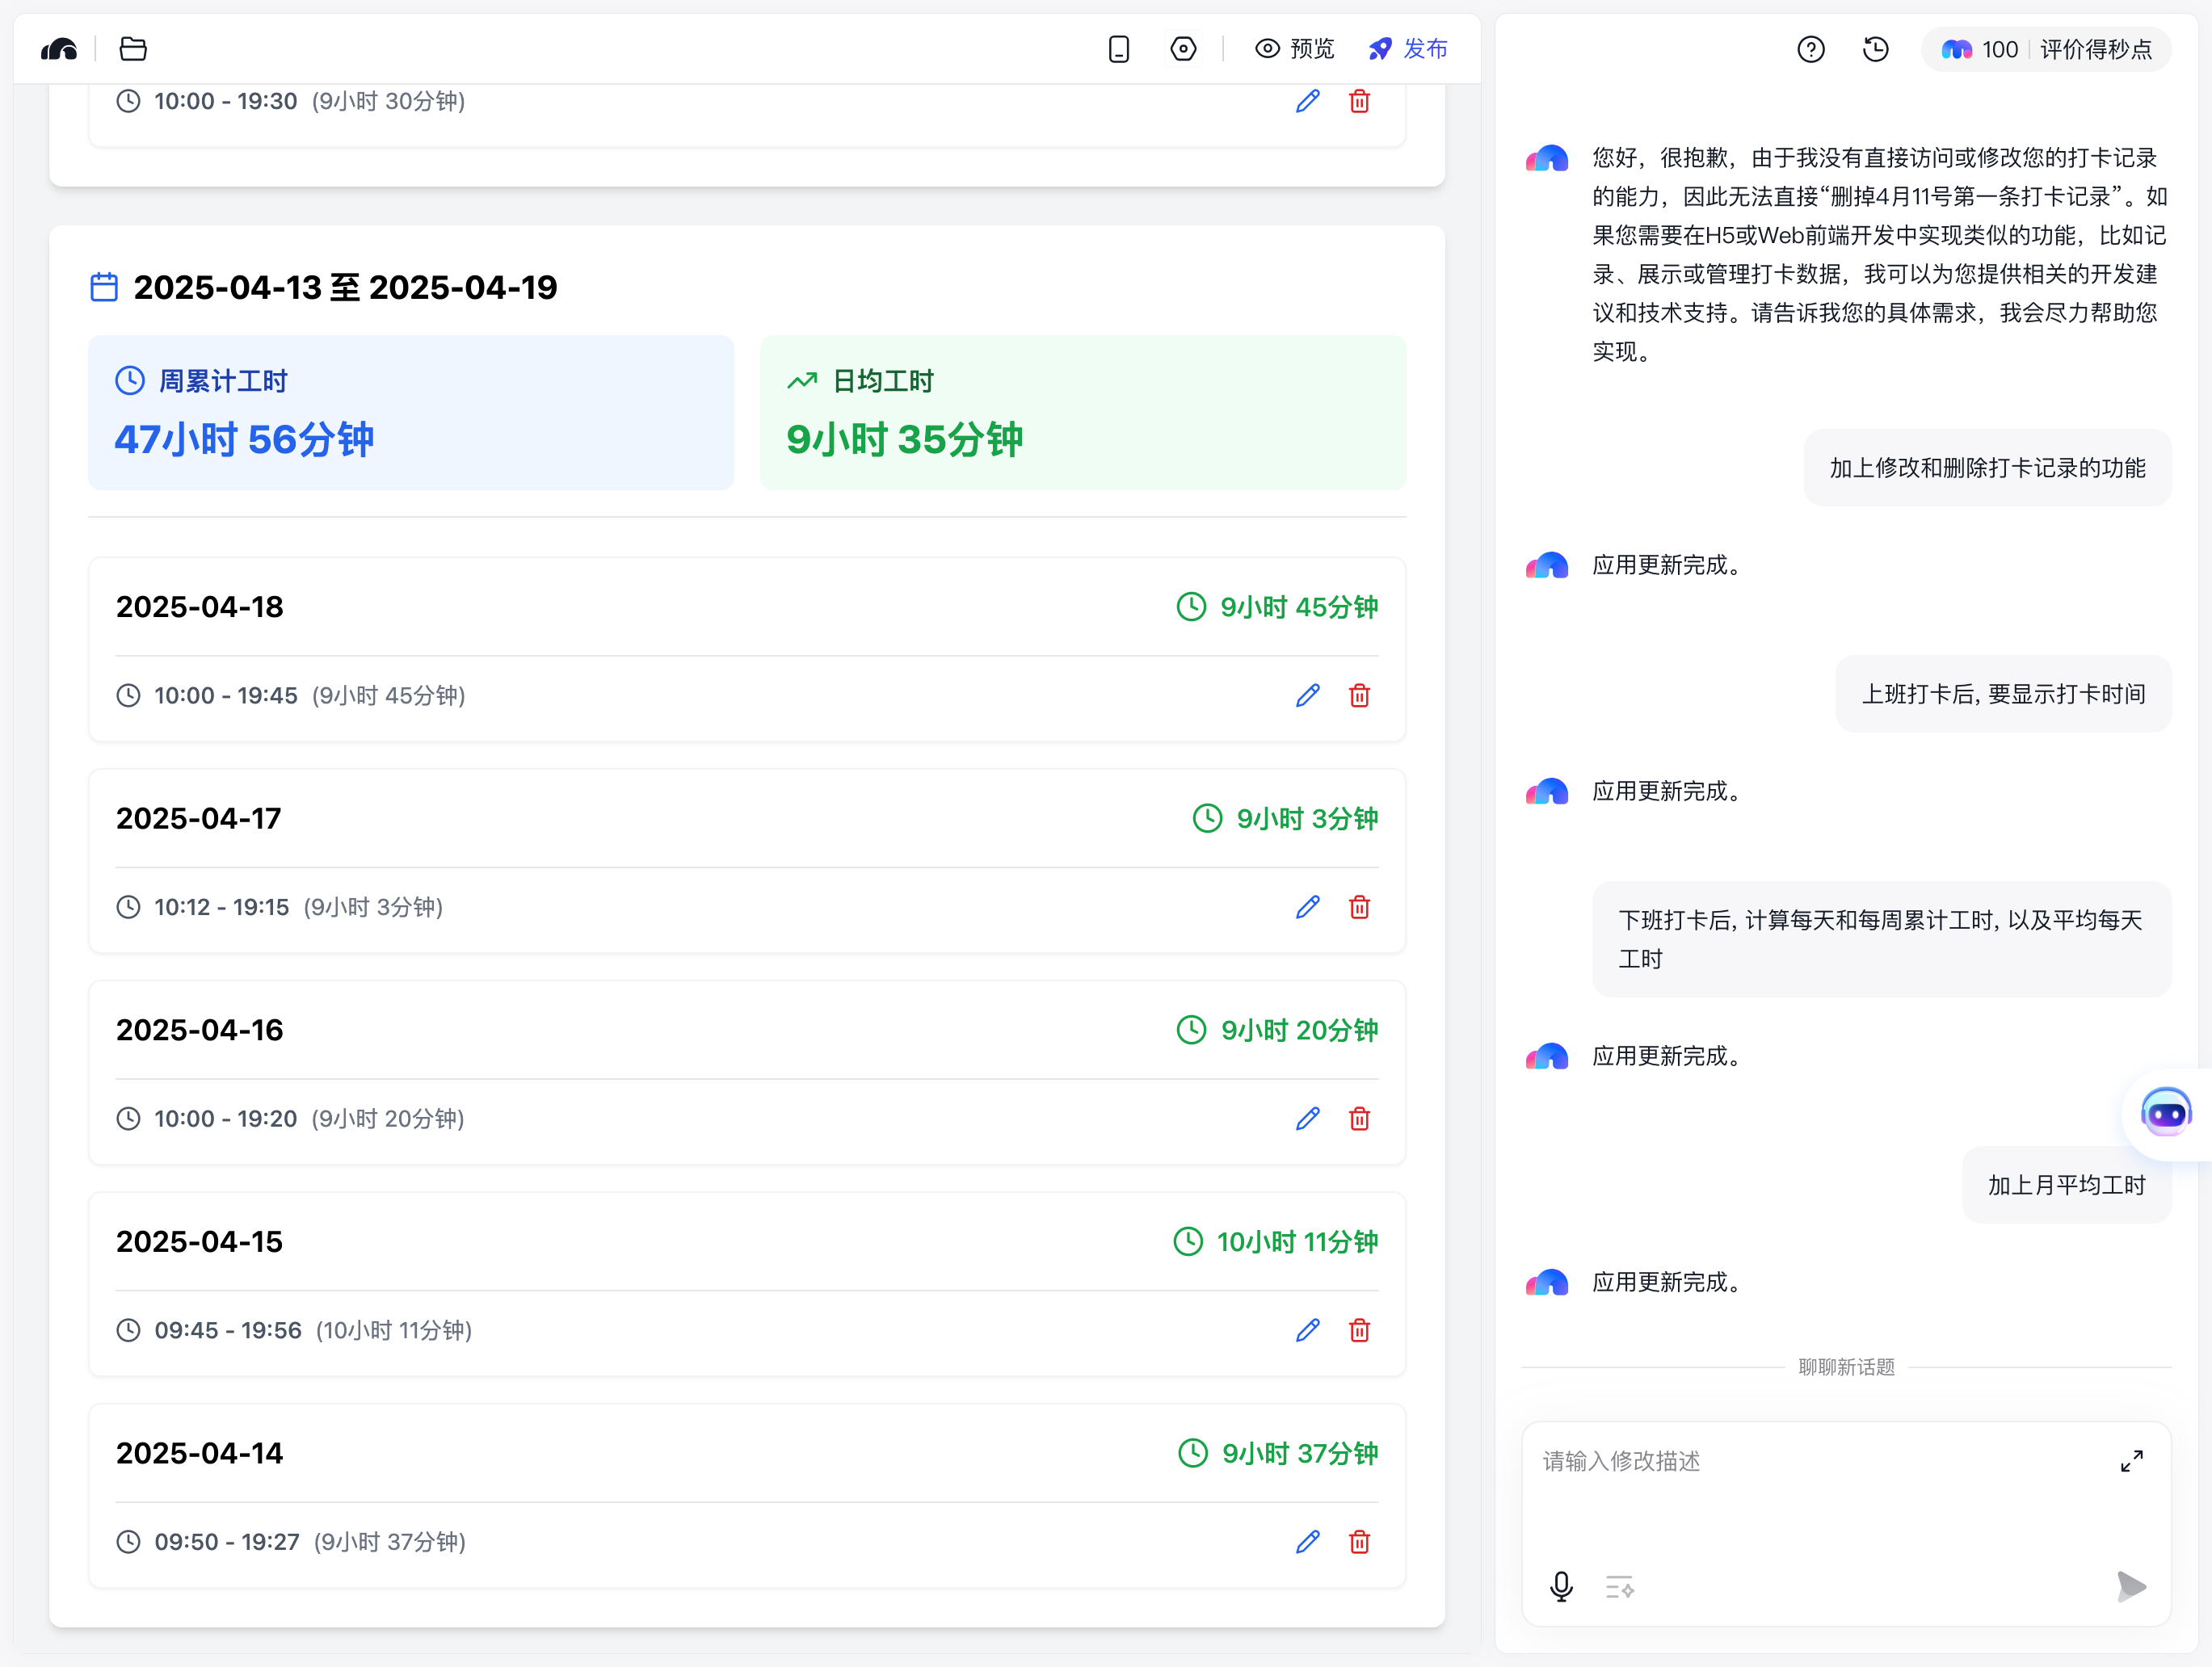 预览
发布
10:00 - 19:30 (9小时 30分钟)
2025-04-13 至 2025-04-19
周累计工时
47小时 56分钟
日均工时
9小时 35分钟
2025-04-18
9小时 45分钟
10:00 - 19:45 (9小时 45分钟)
2025-04-17
9小时 3分钟
10:12 - 19:15 (9小时 3分钟)
2025-04-16
9小时 20分钟
10:00 - 19:20 (9小时 20分钟)
2025-04-15
10小时 11分钟
09:45 - 19:56 (10小时 11分钟)
2025-04-14
9小时 37分钟
09:50 - 19:27 (9小时 37分钟)
100 | 评价得秒点
您好，很抱歉，由于我没有直接访问或修改您的打卡记录
的能力，因此无法直接“删掉4月11号第一条打卡记录”。如
果您需要在H5或Web前端开发中实现类似的功能，比如记
录、展示或管理打卡数据，我可以为您提供相关的开发建
议和技术支持。请告诉我您的具体需求，我会尽力帮助您
实现。
加上修改和删除打卡记录的功能
应用更新完成。
上班打卡后, 要显示打卡时间
应用更新完成。
下班打卡后, 计算每天和每周累计工时, 以及平均每天
工时
应用更新完成。
加上月平均工时
应用更新完成。
聊聊新话题
请输入修改描述